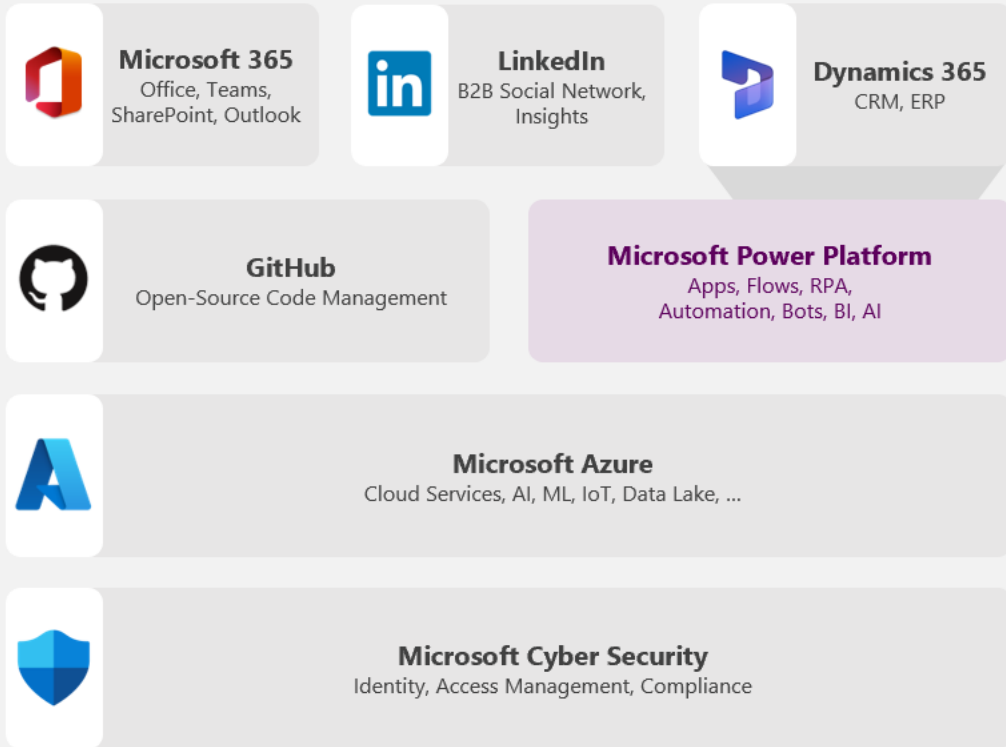 Microsoft 365
Office, Teams,
SharePoint, Outlook
in
LinkedIn
B2B Social Network,
Insights
Dynamics 365
CRM, ERP
GitHub
Open-Source Code Management
Microsoft Power Platform
Apps, Flows, RPA,
Automation, Bots, BI, AI
Microsoft Azure
Cloud Services, AI, ML, IoT, Data Lake, ...
Microsoft Cyber Security
Identity, Access Management, Compliance